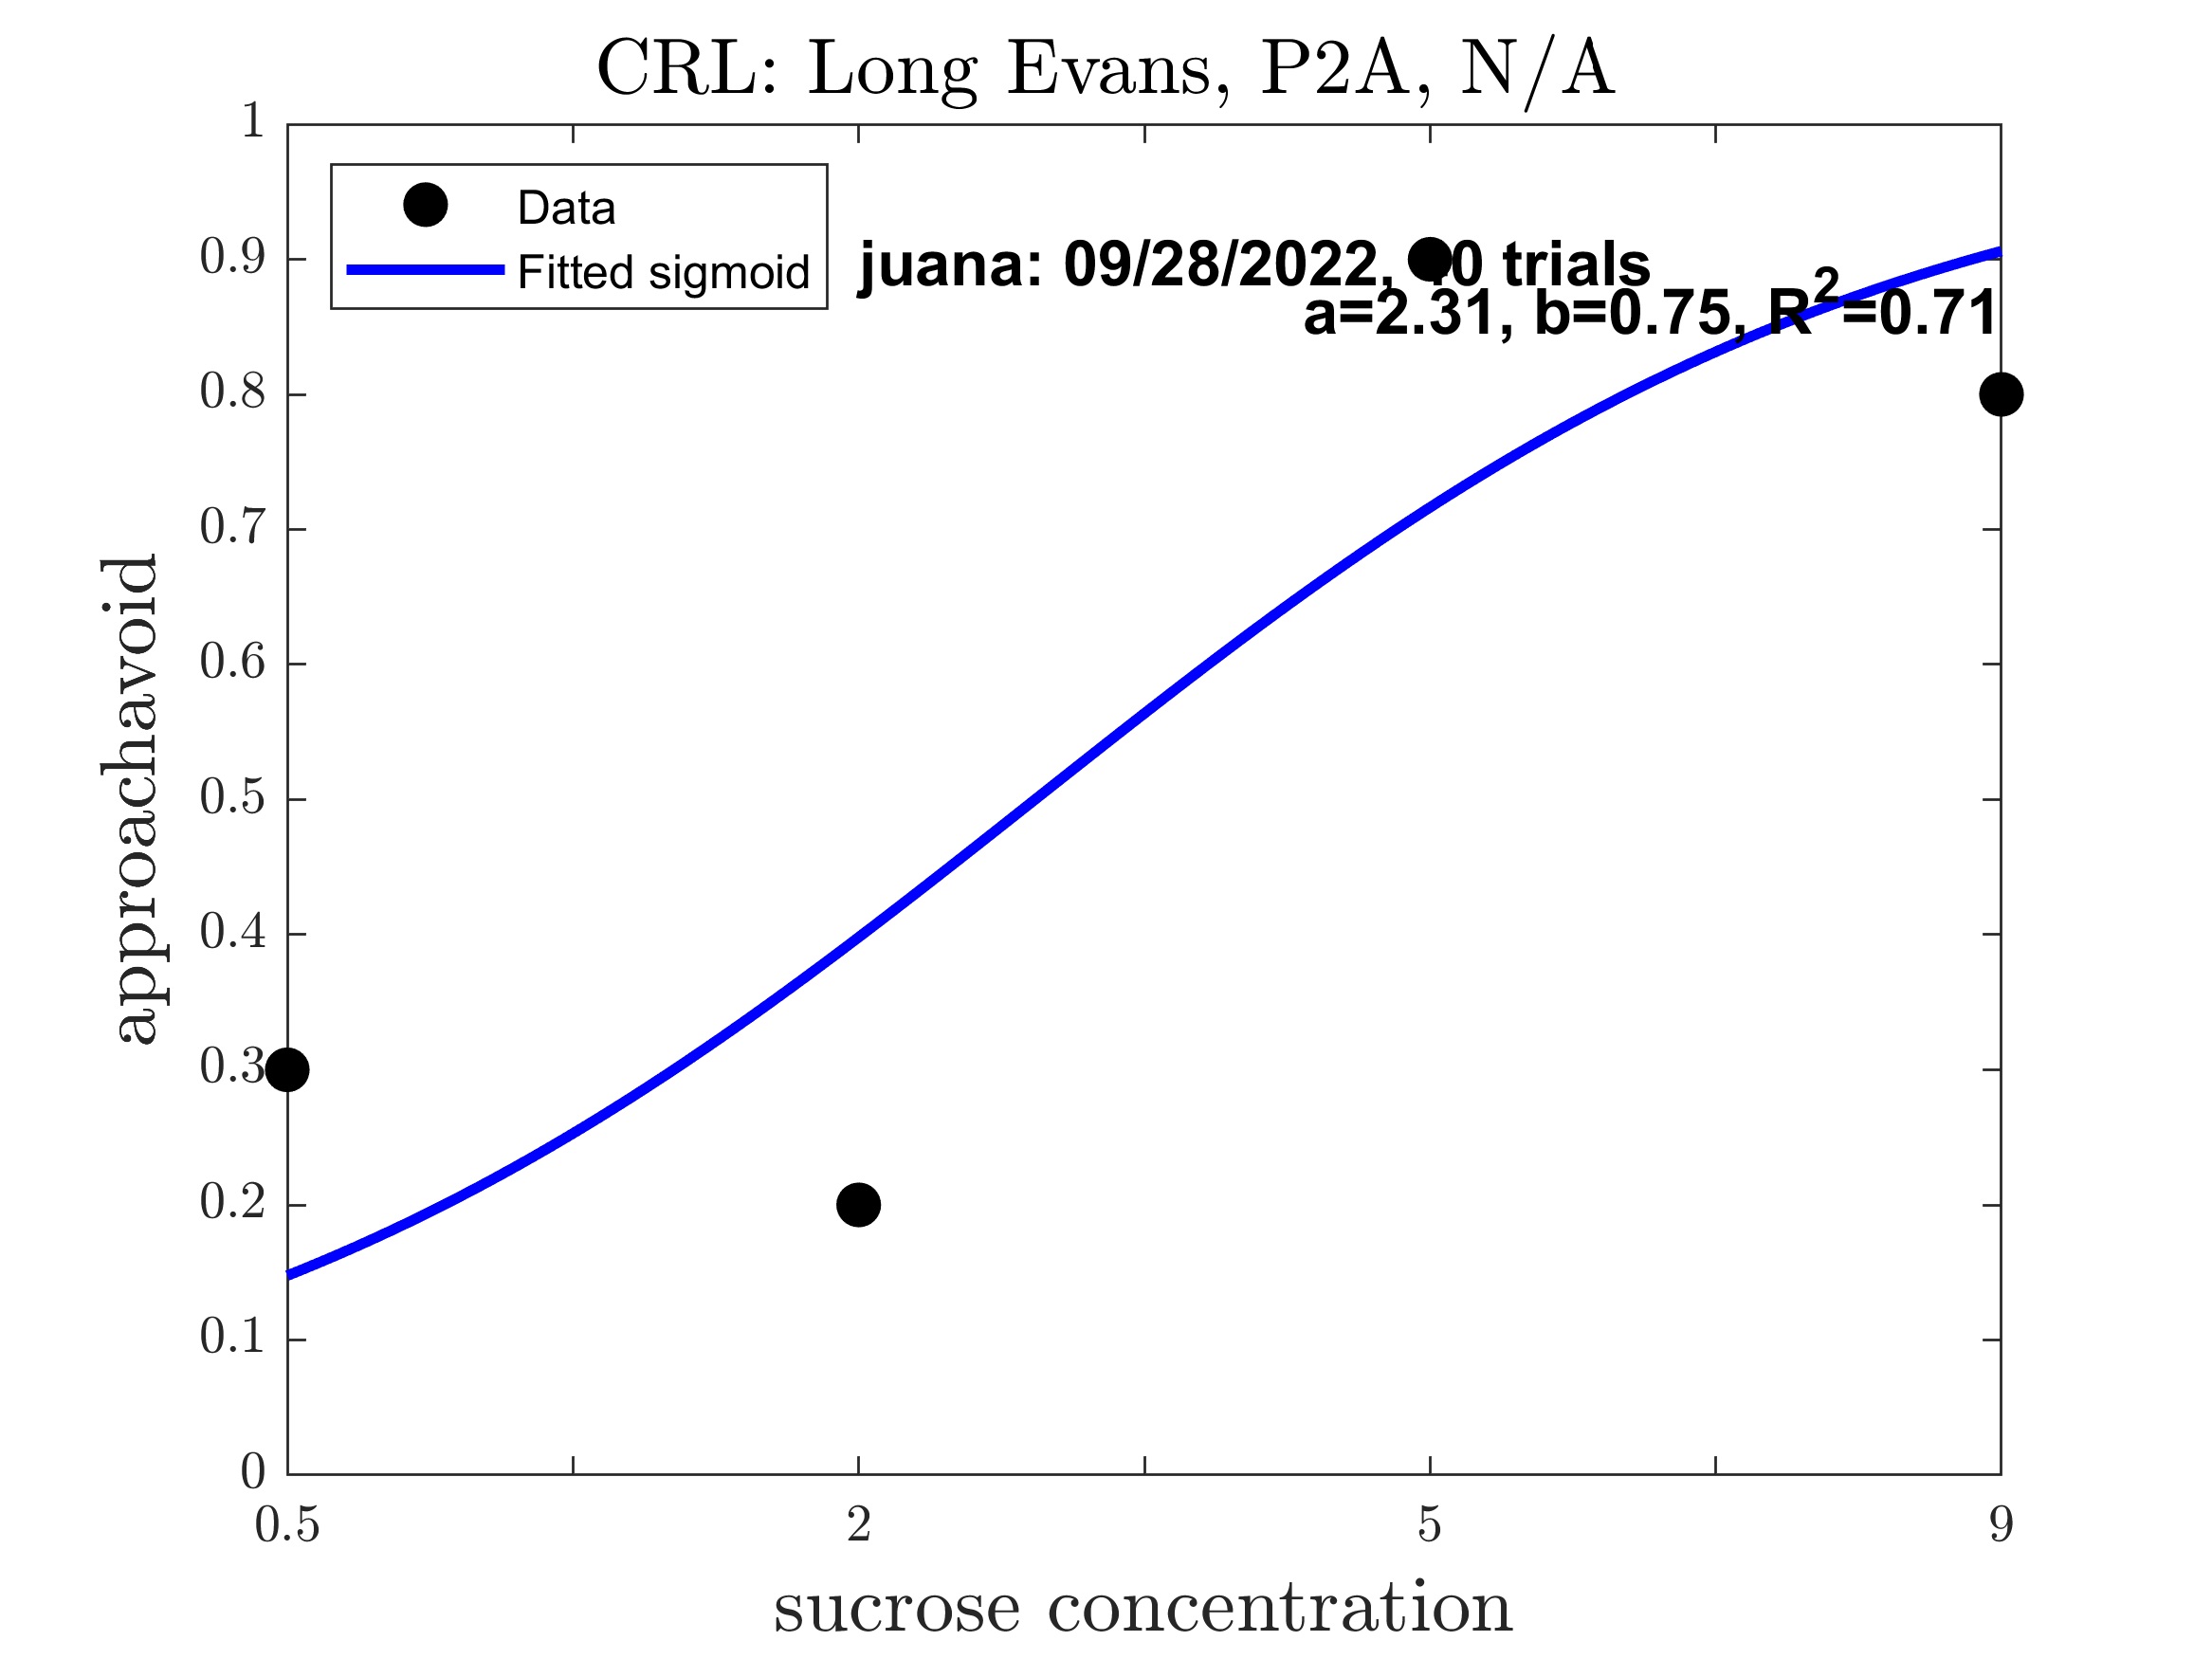 CRL: Long Evans, P2A, N/A
1
Data
Fitted sigmoid
juana: 09/28/2022, 0 trials
a=2.31, b=0.75, R²=0.71
0.9
0.8
0.7
0.6
0.5
0.4
0.3
0.2
0.1
0
approachavoid
0.5 2 5 9
sucrose concentration